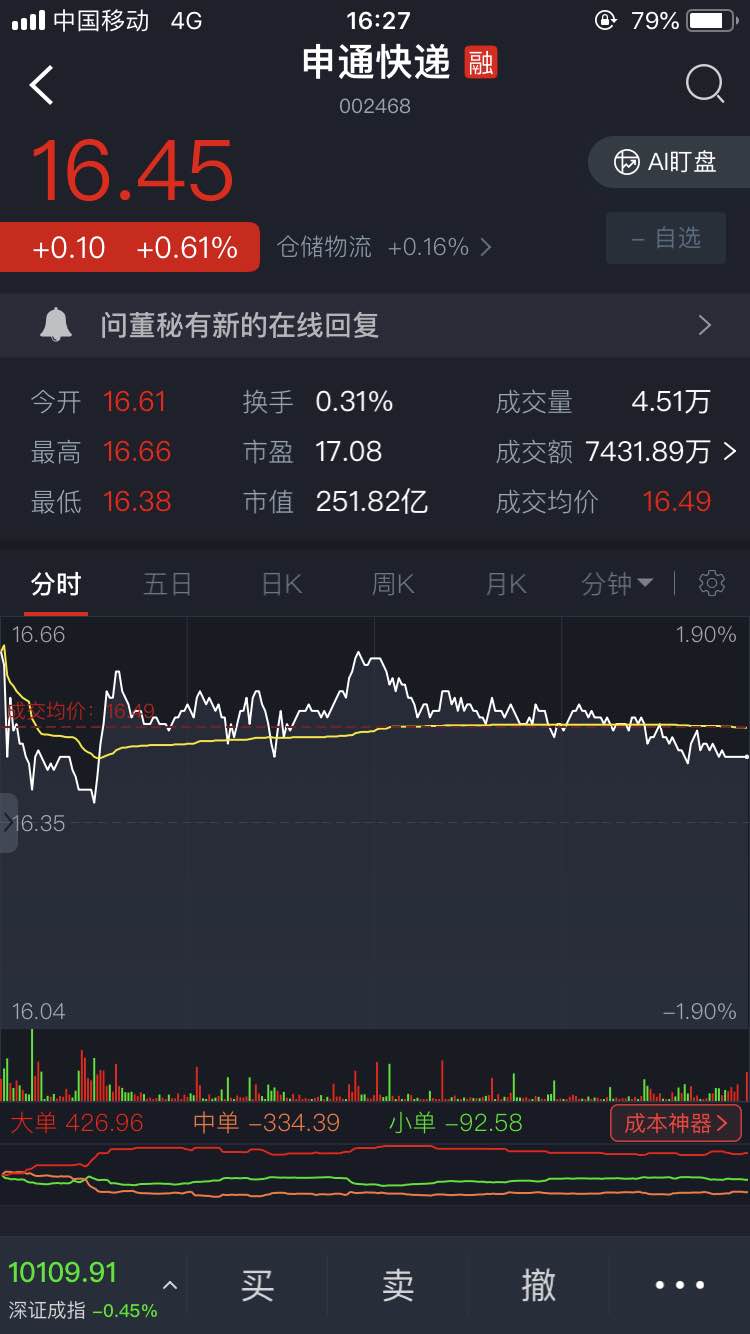 中国移动 4G 16:27 79%
申通快递 融
002468
16.45
AI盯盘
+0.10 +0.61% 仓储物流 +0.16%
- 自选
问董秘有新的在线回复
今开 16.61 换手 0.31% 成交量 4.51万
最高 16.66 市盈 17.08 成交额 7431.89万
最低 16.38 市值 251.82亿 成交均价 16.49
分时 五日 日K 周K 月K 分钟
16.66 1.90%
成交均价: 16.49
16.35
16.04 -1.90%
大单 426.96 中单 -334.39 小单 -92.58 成本神器
10109.91
深证成指 -0.45%
买 卖 撤